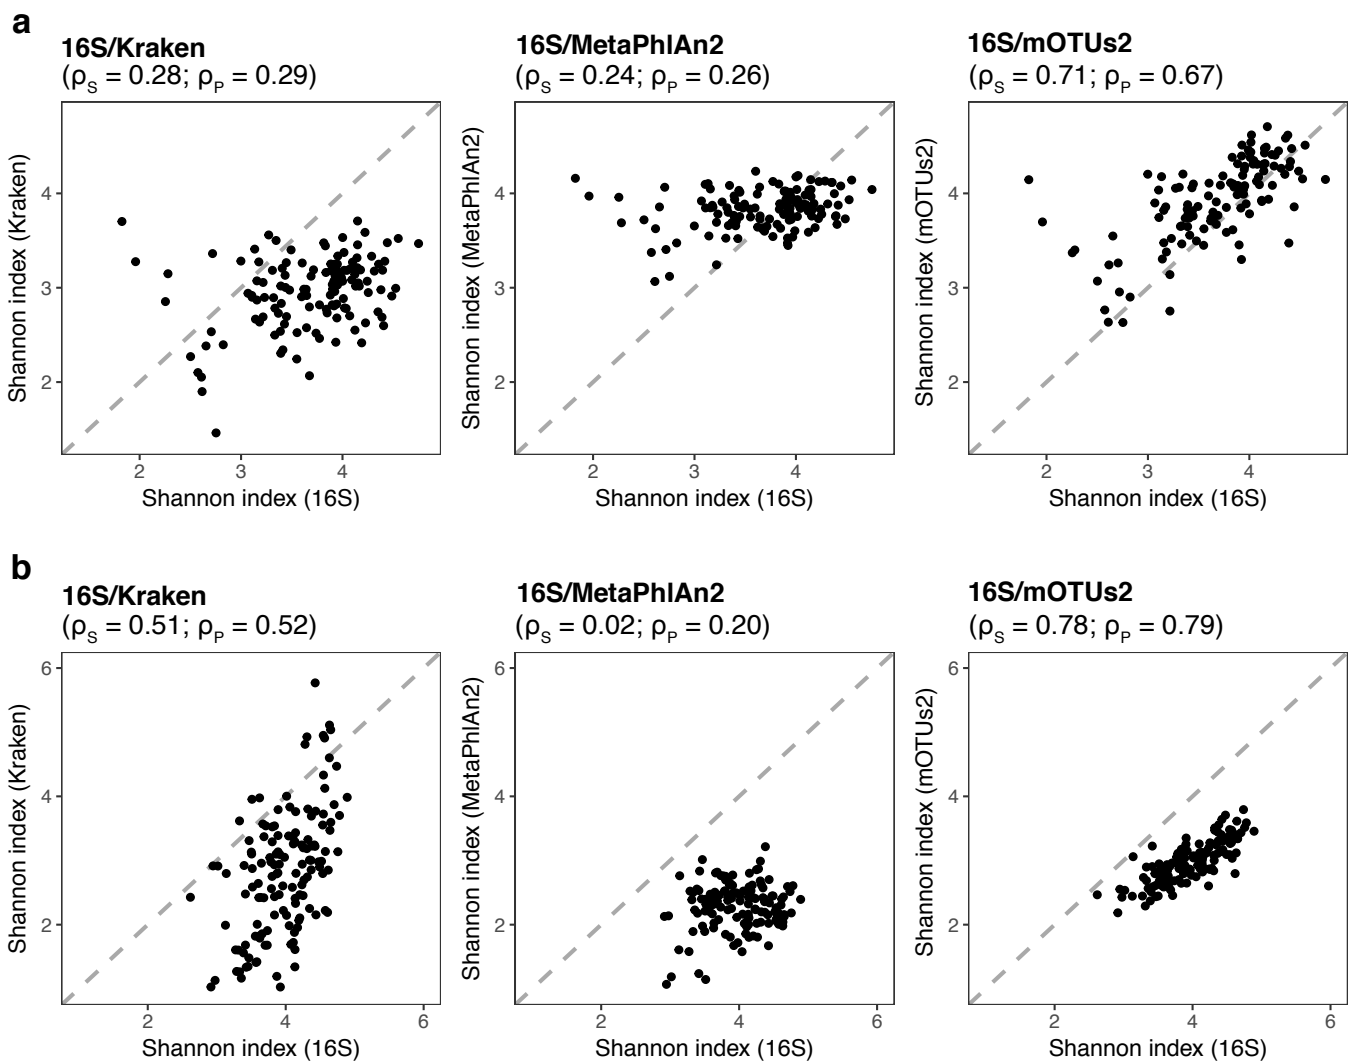 a
16S/Kraken
(ρS = 0.28; ρP = 0.29)
Shannon index (Kraken)
4
3
2
2
3
4
Shannon index (16S)
16S/MetaPhlAn2
(ρS = 0.24; ρP = 0.26)
Shannon index (MetaPhlAn2)
4
3
2
2
3
4
Shannon index (16S)
16S/mOTUs2
(ρS = 0.71; ρP = 0.67)
Shannon index (mOTUs2)
4
3
2
2
3
4
Shannon index (16S)
b
16S/Kraken
(ρS = 0.51; ρP = 0.52)
Shannon index (Kraken)
6
4
2
2
4
6
Shannon index (16S)
16S/MetaPhlAn2
(ρS = 0.02; ρP = 0.20)
Shannon index (MetaPhlAn2)
6
4
2
2
4
6
Shannon index (16S)
16S/mOTUs2
(ρS = 0.78; ρP = 0.79)
Shannon index (mOTUs2)
6
4
2
2
4
6
Shannon index (16S)